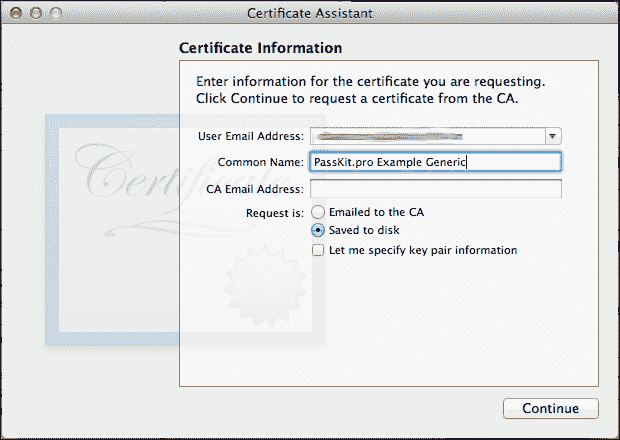 Certificate Assistant
Certificate Information
Enter information for the certificate you are requesting.
Click Continue to request a certificate from the CA.
User Email Address:
Common Name: PassKit.pro Example Generic
CA Email Address:
Request is: Emailed to the CA
Saved to disk
Let me specify key pair information
Certificate
Continue